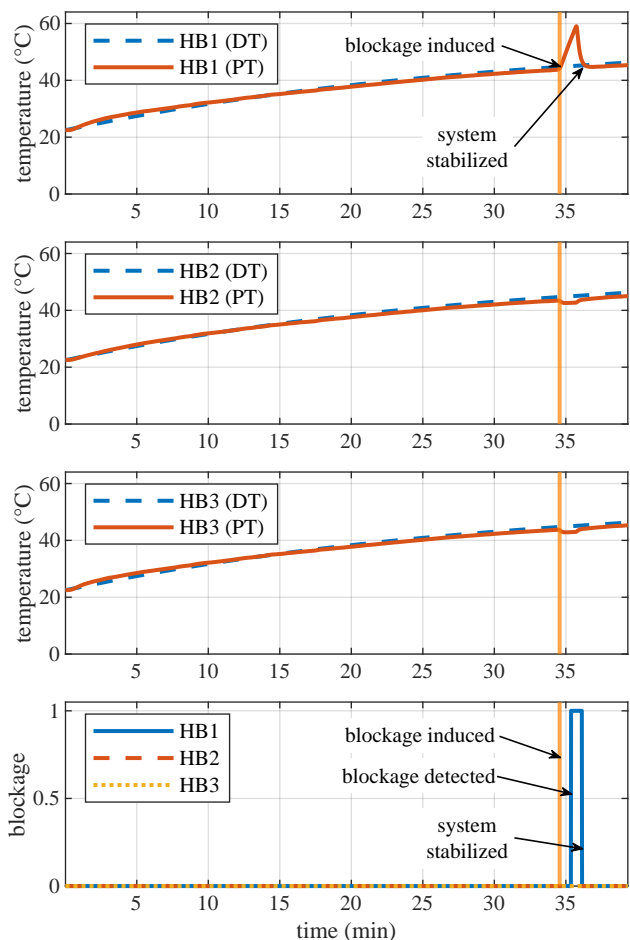 60
40
20
0
temperature (°C)
HB1 (DT)
HB1 (PT)
blockage induced
system
stabilized
5 10 15 20 25 30 35
60
40
20
0
temperature (°C)
HB2 (DT)
HB2 (PT)
5 10 15 20 25 30 35
60
40
20
0
temperature (°C)
HB3 (DT)
HB3 (PT)
5 10 15 20 25 30 35
1
0.5
0
blockage
HB1
HB2
HB3
blockage induced
blockage detected
system
stabilized
5 10 15 20 25 30 35
time (min)